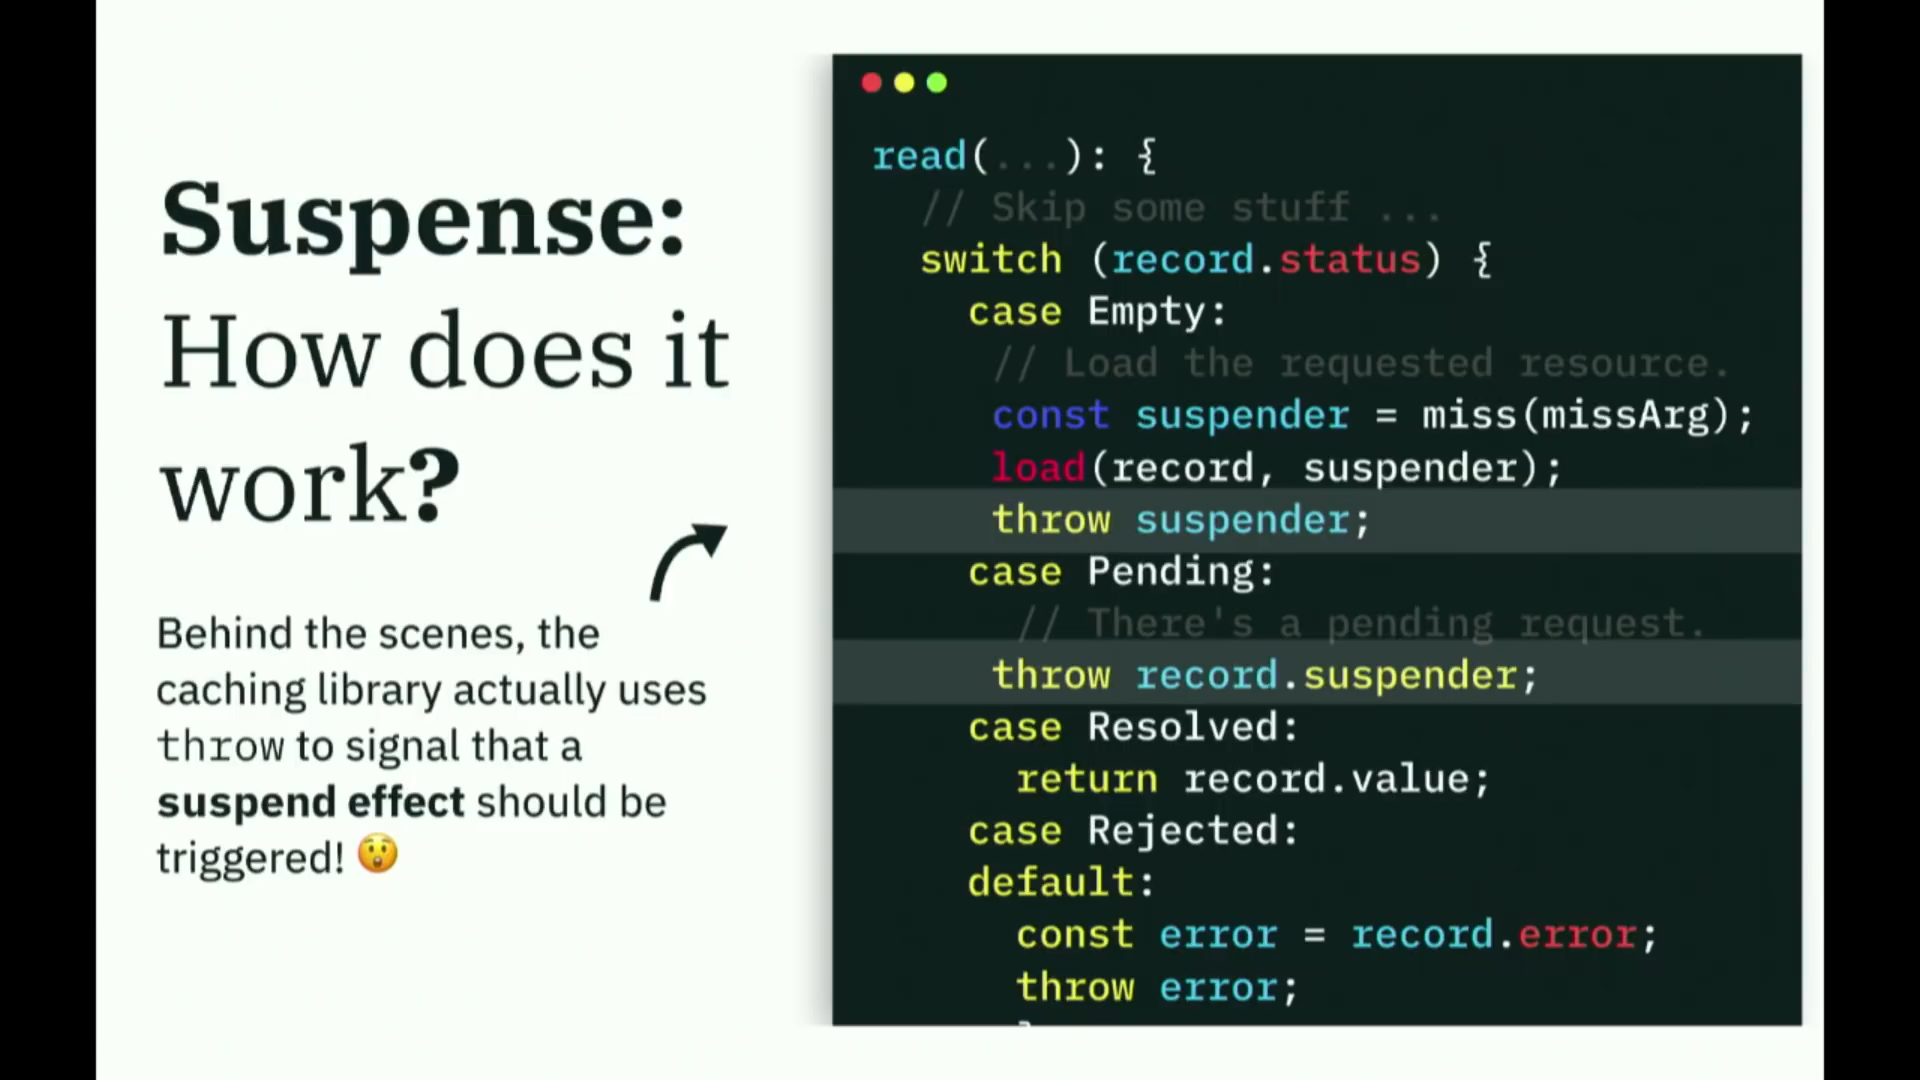 Suspense:
How does it
work?
Behind the scenes, the
caching library actually uses
throw to signal that a
suspend effect should be
triggered! 😲
read(...): {
// Skip some stuff ...
switch (record.status) {
case Empty:
// Load the requested resource.
const suspender = miss(missArg);
load(record, suspender);
throw suspender;
case Pending:
// There's a pending request.
throw record.suspender;
case Resolved:
return record.value;
case Rejected:
default:
const error = record.error;
throw error;